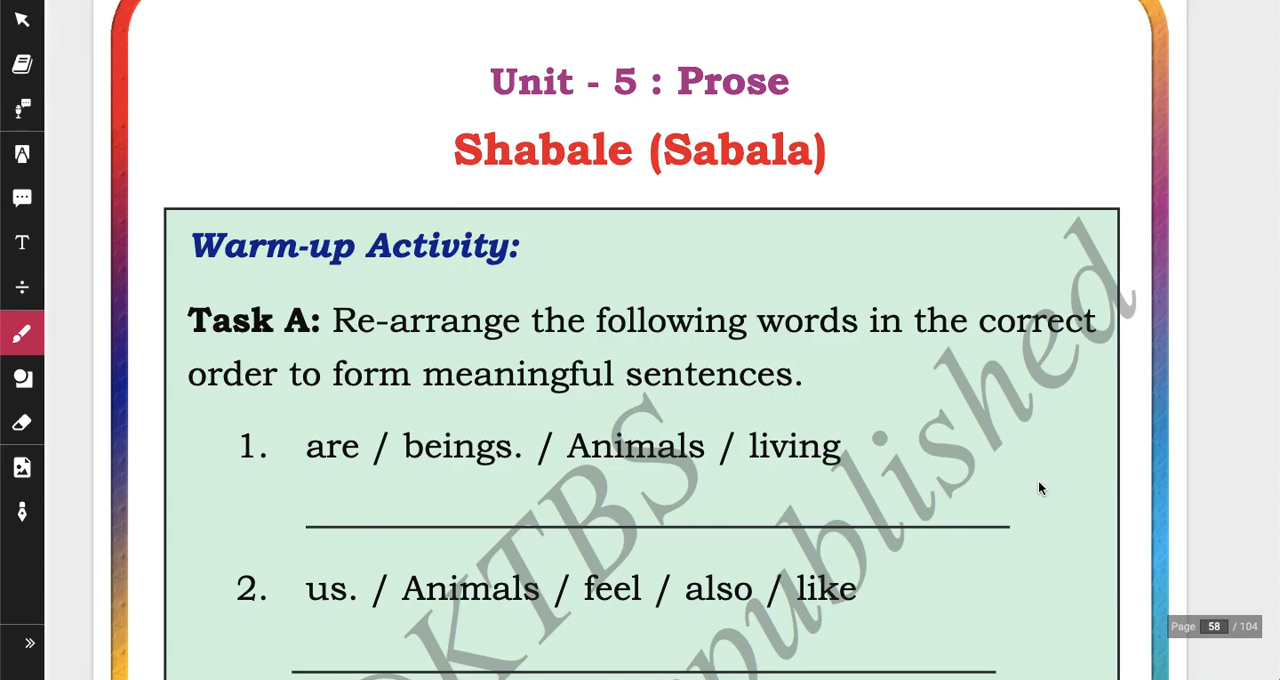 Unit - 5 : Prose
Shabale (Sabala)
Warm-up Activity:
Task A: Re-arrange the following words in the correct
order to form meaningful sentences.
1. are / beings. / Animals / living
2. us. / Animals / feel / also / like
KTBS
published
Page 58 / 104